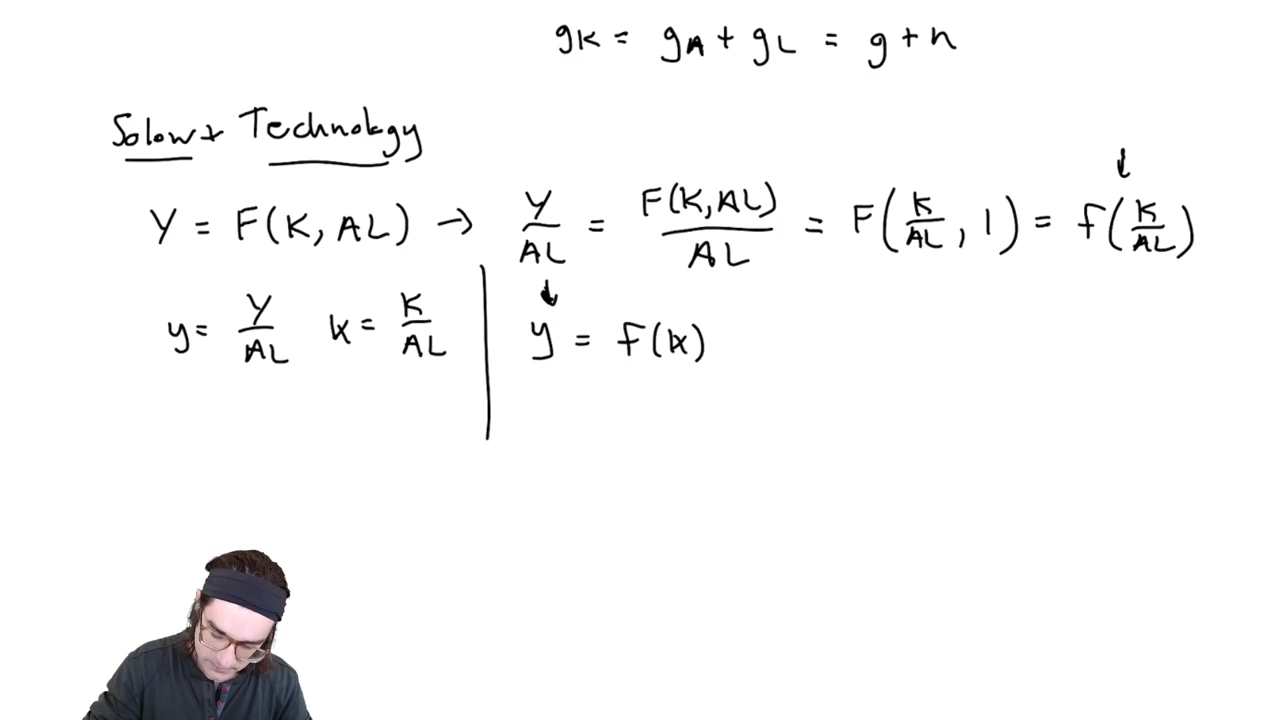 gK = gA + gL = g + n
Solow + Technology
Y = F(K, AL) → Y/AL = F(K, AL)/AL = F(K/AL, 1) = f(K/AL)
y = Y/AL k = K/AL y = f(k)